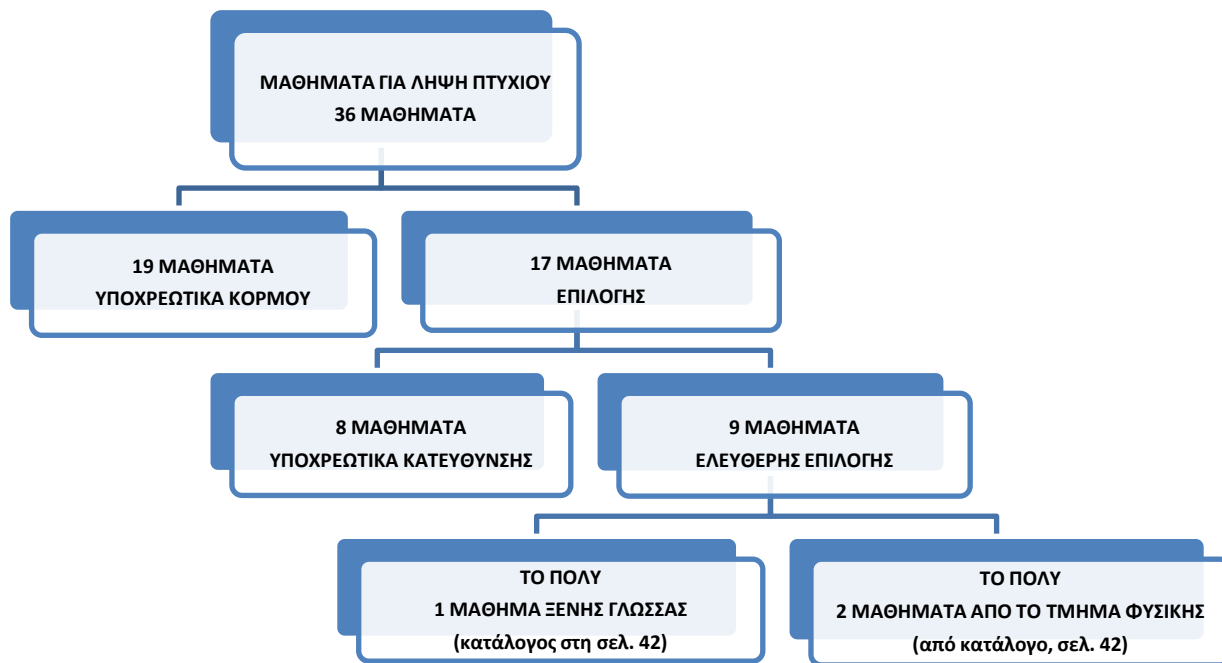 ΜΑΘΗΜΑΤΑ ΓΙΑ ΛΗΨΗ ΠΤΥΧΙΟΥ
36 ΜΑΘΗΜΑΤΑ
19 ΜΑΘΗΜΑΤΑ
ΥΠΟΧΡΕΩΤΙΚΑ ΚΟΡΜΟΥ
17 ΜΑΘΗΜΑΤΑ
ΕΠΙΛΟΓΗΣ
8 ΜΑΘΗΜΑΤΑ
ΥΠΟΧΡΕΩΤΙΚΑ ΚΑΤΕΥΘΥΝΣΗΣ
9 ΜΑΘΗΜΑΤΑ
ΕΛΕΥΘΕΡΗΣ ΕΠΙΛΟΓΗΣ
ΤΟ ΠΟΛΥ
1 ΜΑΘΗΜΑ ΞΕΝΗΣ ΓΛΩΣΣΑΣ
(κατάλογος στη σελ. 42)
ΤΟ ΠΟΛΥ
2 ΜΑΘΗΜΑΤΑ ΑΠΟ ΤΟ ΤΜΗΜΑ ΦΥΣΙΚΗΣ
(από κατάλογο, σελ. 42)